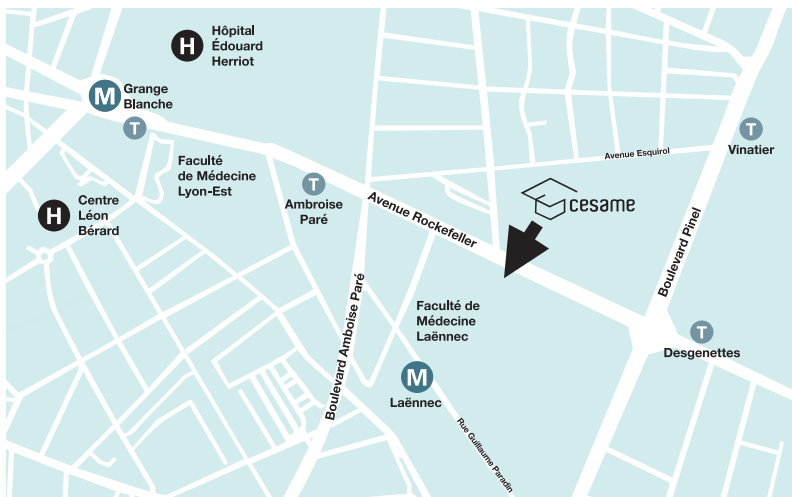 H
Hôpital
Édouard
Herriot
M
Grange
Blanche
T
Faculté
de Médecine
Lyon-Est
T
Ambroise
Paré
H
Centre
Léon
Bérard
Avenue Rockefeller
Avenue Esquirol
T
Vinatier
cesame
Boulevard Pinel
Boulevard Amboise Paré
Faculté de
Médecine
Laënnec
M
Laënnec
T
Desgenettes
Rue Guillaume Paradin